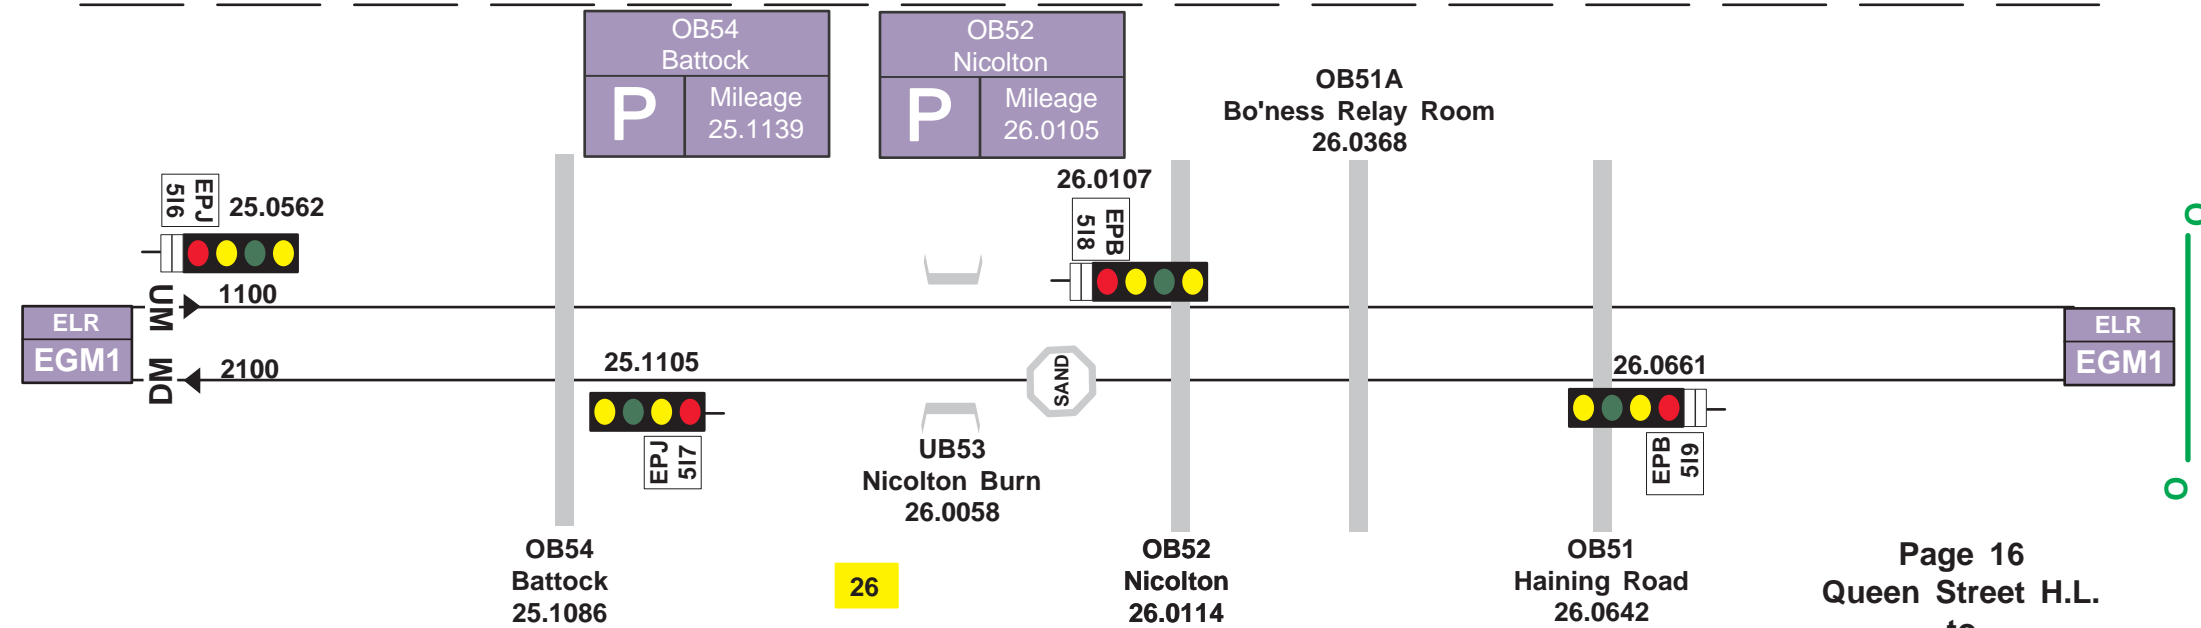 OB54
Battock
P
Mileage
25.1139
OB52
Nicolton
P
Mileage
26.0105
OB51A
Bo'ness Relay Room
26.0368
EPJ
516
25.0562
26.0107
EPB
518
UM
1100
ELR
EGM1
DM
2100
25.1105
EPJ
517
SAND
26.0661
EPB
519
ELR
EGM1
UB53
Nicolton Burn
26.0058
OB54
Battock
25.1086
26
OB52
Nicolton
26.0114
OB51
Haining Road
26.0642
O
O
Page 16
Queen Street H.L.
to